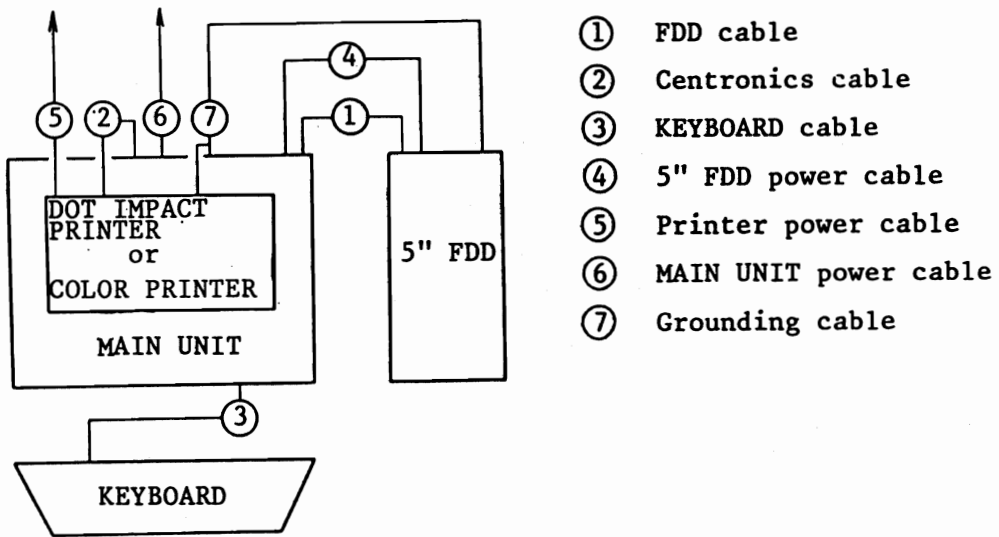 ① FDD cable
② Centronics cable
③ KEYBOARD cable
④ 5" FDD power cable
⑤ Printer power cable
⑥ MAIN UNIT power cable
⑦ Grounding cable
④
⑤ ② ⑥ ⑦ ①
DOT IMPACT
PRINTER
or
COLOR PRINTER
5" FDD
MAIN UNIT
③
KEYBOARD